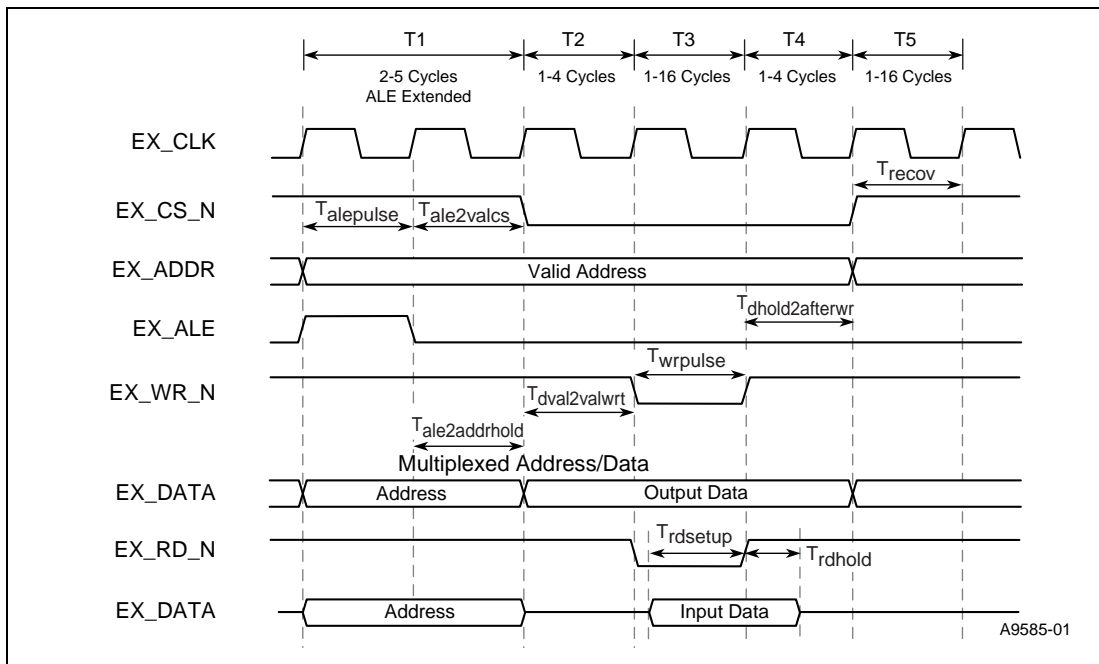 T1 T2 T3 T4 T5
2-5 Cycles 1-4 Cycles 1-16 Cycles 1-4 Cycles 1-16 Cycles
ALE Extended
EX_CLK
Trecov
EX_CS_N
Talepulse Tale2valcs
EX_ADDR
Valid Address
Tdhold2afterwr
EX_ALE
Twrpulse
EX_WR_N
Tdval2valwrt
Tale2addrhold
Multiplexed Address/Data
EX_DATA
Address Output Data
EX_RD_N
Trdsetup
Trdhold
EX_DATA
Address Input Data
A9585-01